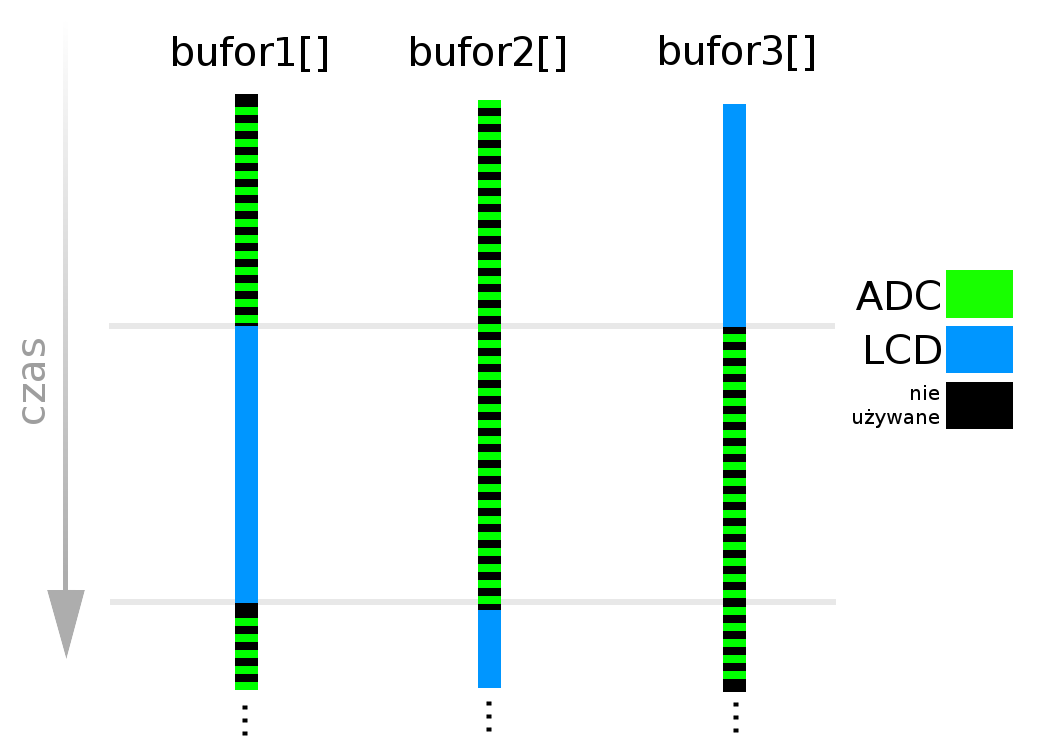 bufor1[]
bufor2[]
bufor3[]
czas
ADC
LCD
nie
używane